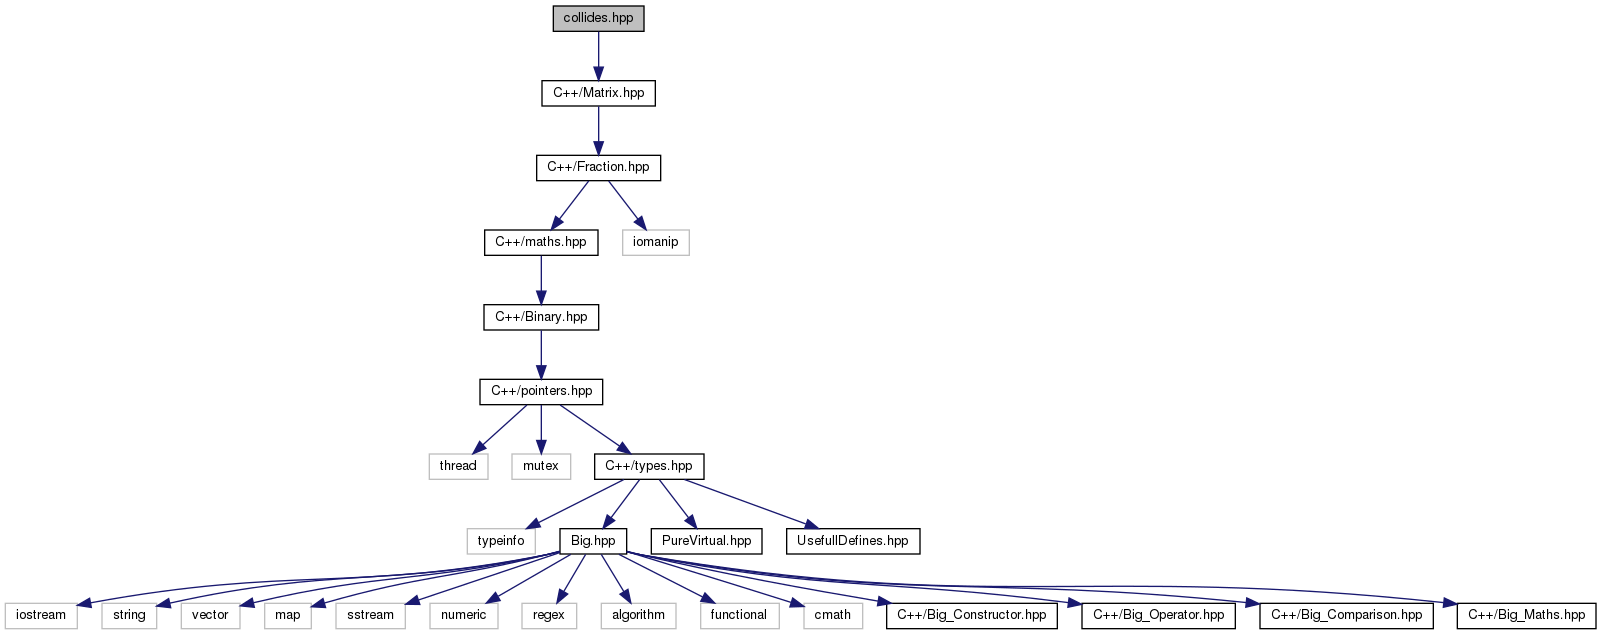 collides.hpp
C++/Matrix.hpp
C++/Fraction.hpp
C++/maths.hpp
iomanip
C++/Binary.hpp
C++/pointers.hpp
thread
mutex
C++/types.hpp
typeinfo
Big.hpp
PureVirtual.hpp
UsefullDefines.hpp
iostream
string
vector
map
sstream
numeric
regex
algorithm
functional
cmath
C++/Big_Constructor.hpp
C++/Big_Operator.hpp
C++/Big_Comparison.hpp
C++/Big_Maths.hpp